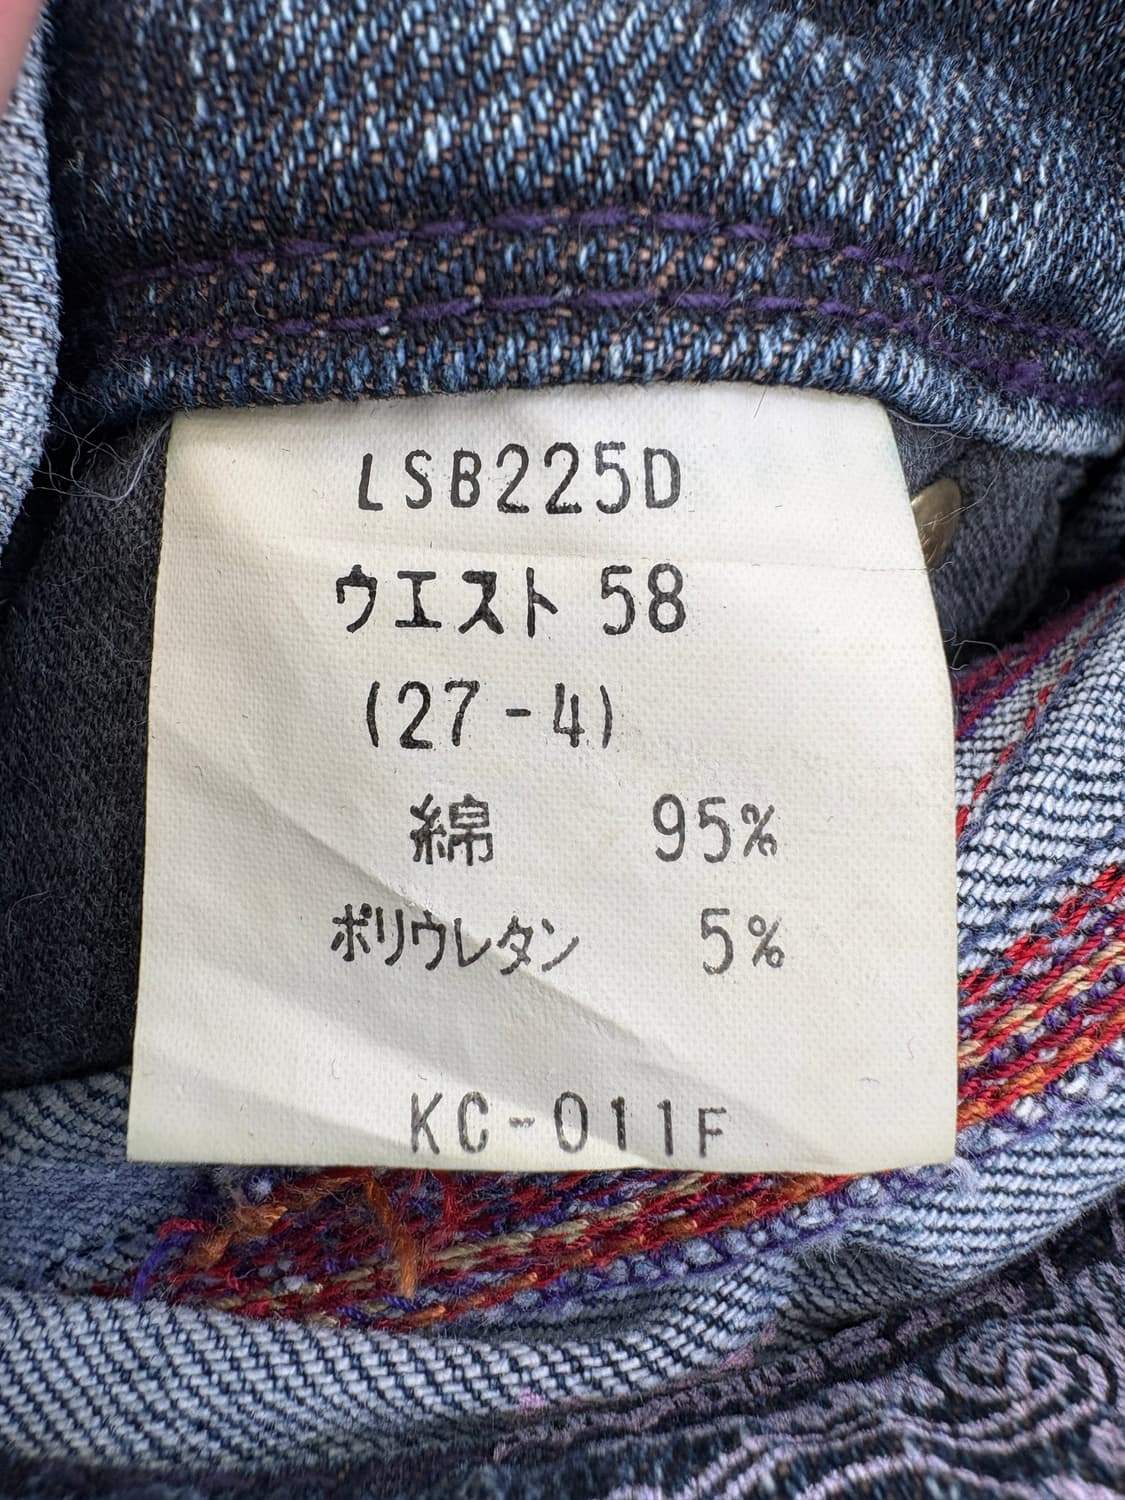 LSB225D
ウエスト 58
(27-4)
綿 95%
ポリウレタン 5%
KC-011F